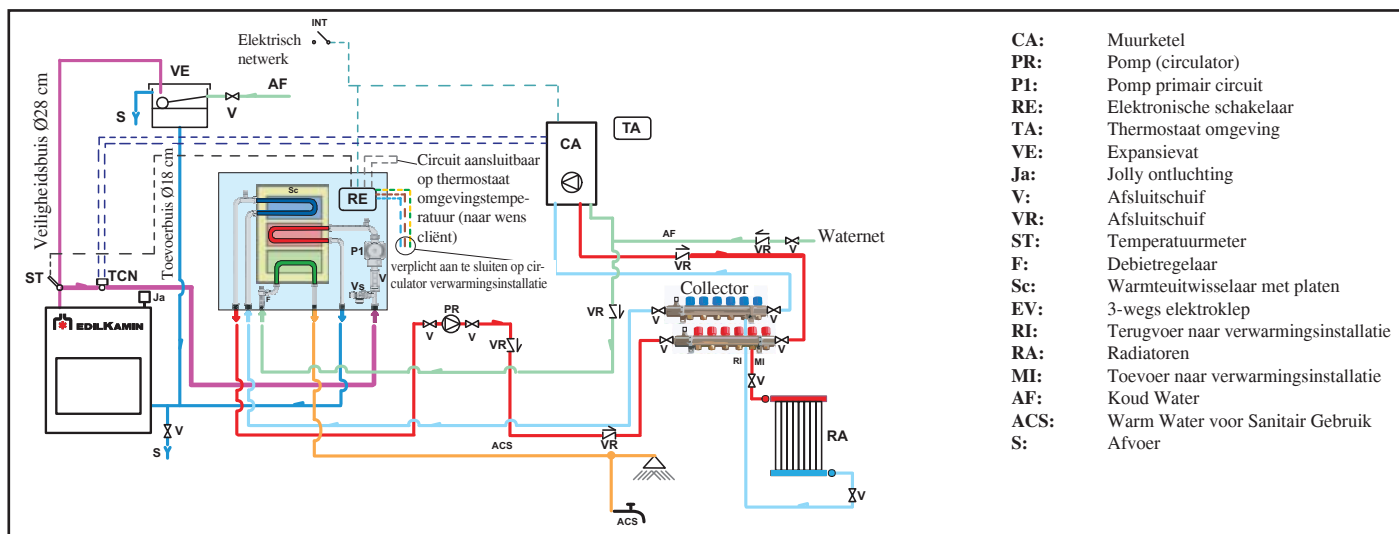 INT
Elektrisch
netwerk
VE
AF
V
S
Veiligheidsbuis Ø28 cm
Toevoerbuis Ø18 cm
CA
TA
Circuit aansluitbaar
op thermostaat
omgevingstempe-
ratuur (naar wens
cliënt)
Sc
RE
P1
V
Vs
F
verplicht aan te sluiten op cir-
culator verwarmingsinstallatie
AF
VR
V
Waternet
VR
ST
TCN
Ja
EDILKAMIN
PR
V
V
VR
VR
Collector
V
V
V
V
RI
MI
V
RA
V
V
S
ACS
VR
ACS
CA: Muurketel
PR: Pomp (circulator)
P1: Pomp primair circuit
RE: Elektronische schakelaar
TA: Thermostaat omgeving
VE: Expansievat
Ja: Jolly ontluchting
V: Afsluitschuif
VR: Afsluitschuif
ST: Temperatuurmeter
F: Debietregelaar
Sc: Warmteuitwisselaar met platen
EV: 3-wegs elektroklep
RI: Terugvoer naar verwarmingsinstallatie
RA: Radiatoren
MI: Toevoer naar verwarmingsinstallatie
AF: Koud Water
ACS: Warm Water voor Sanitair Gebruik
S: Afvoer